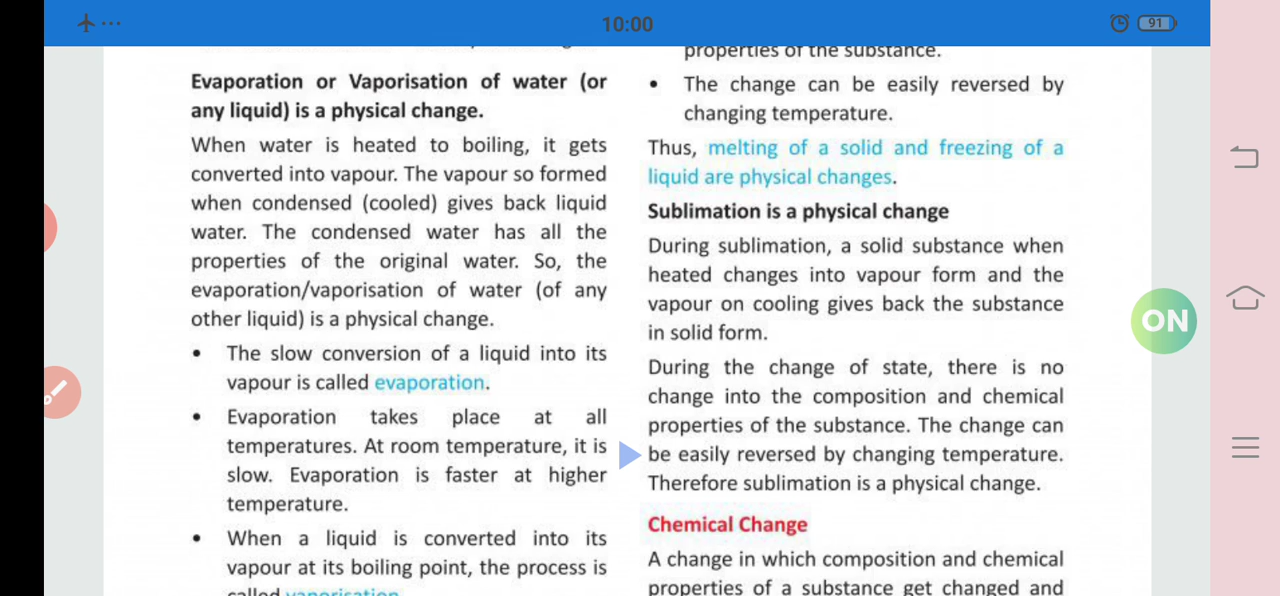 10:00
91
Evaporation or Vaporisation of water (or
any liquid) is a physical change.
When water is heated to boiling, it gets
converted into vapour. The vapour so formed
when condensed (cooled) gives back liquid
water. The condensed water has all the
properties of the original water. So, the
evaporation/vaporisation of water (of any
other liquid) is a physical change.
• The slow conversion of a liquid into its
vapour is called evaporation.
• Evaporation takes place at all
temperatures. At room temperature, it is
slow. Evaporation is faster at higher
temperature.
• When a liquid is converted into its
vapour at its boiling point, the process is
called vaporisation
properties of the substance.
• The change can be easily reversed by
changing temperature.
Thus, melting of a solid and freezing of a
liquid are physical changes.
Sublimation is a physical change
During sublimation, a solid substance when
heated changes into vapour form and the
vapour on cooling gives back the substance
in solid form.
During the change of state, there is no
change into the composition and chemical
properties of the substance. The change can
be easily reversed by changing temperature.
Therefore sublimation is a physical change.
Chemical Change
A change in which composition and chemical
properties of a substance get changed and
ON